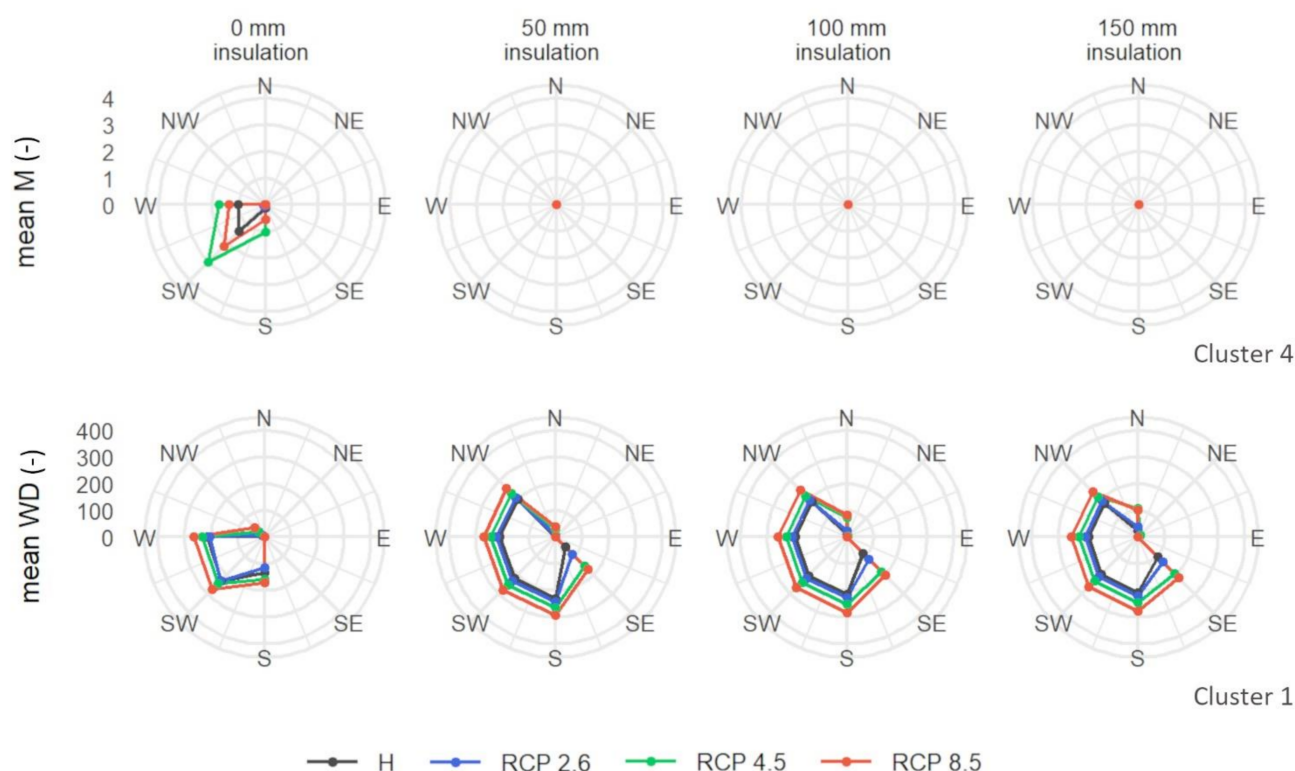 0 mm
insulation
50 mm
insulation
100 mm
insulation
150 mm
insulation
mean M (-)
4
3
2
1
0
N
NE
E
SE
S
SW
W
NW
N
NE
E
SE
S
SW
W
NW
N
NE
E
SE
S
SW
W
NW
N
NE
E
SE
S
SW
W
NW
Cluster 4
mean WD (-)
400
300
200
100
0
N
NE
E
SE
S
SW
W
NW
N
NE
E
SE
S
SW
W
NW
N
NE
E
SE
S
SW
W
NW
N
NE
E
SE
S
SW
W
NW
Cluster 1
H RCP 2.6 RCP 4.5 RCP 8.5